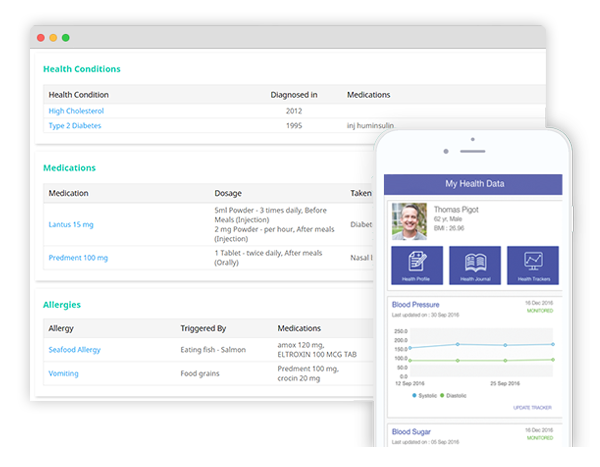 Health Conditions
Health Condition Diagnosed in Medications
High Cholesterol 2012
Type 2 Diabetes 1995 inj huminsulin
Medications
Medication Dosage Taken
Lantus 15 mg
5ml Powder - 3 times daily, Before
Meals (Injection)
2 mg Powder - per hour, After meals
(Injection)
Diabet
Predment 100 mg
1 Tablet - twice daily, After meals
(Orally)
Nasal
Allergies
Allergy Triggered By Medications
Seafood Allergy Eating fish - Salmon
amox 120 mg,
ELTROXIN 100 MCG TAB
Vomiting Food grains
Predment 100 mg,
crocin 20 mg
My Health Data
Thomas Pigot
62 yr, Male
BMI : 26.96
Health Profile Health Journal Health Trackers
Blood Pressure 16 Dec 2016
Last updated on : 30 Sep 2016 MONITORED
250.0
200.0
150.0
100.0
50.0
0.0
12 Sep 2016 25 Sep 2016
Systolic Diastolic
UPDATE TRACKER
Blood Sugar 16 Dec 2016
Last updated on : 05 Sep 2016 MONITORED